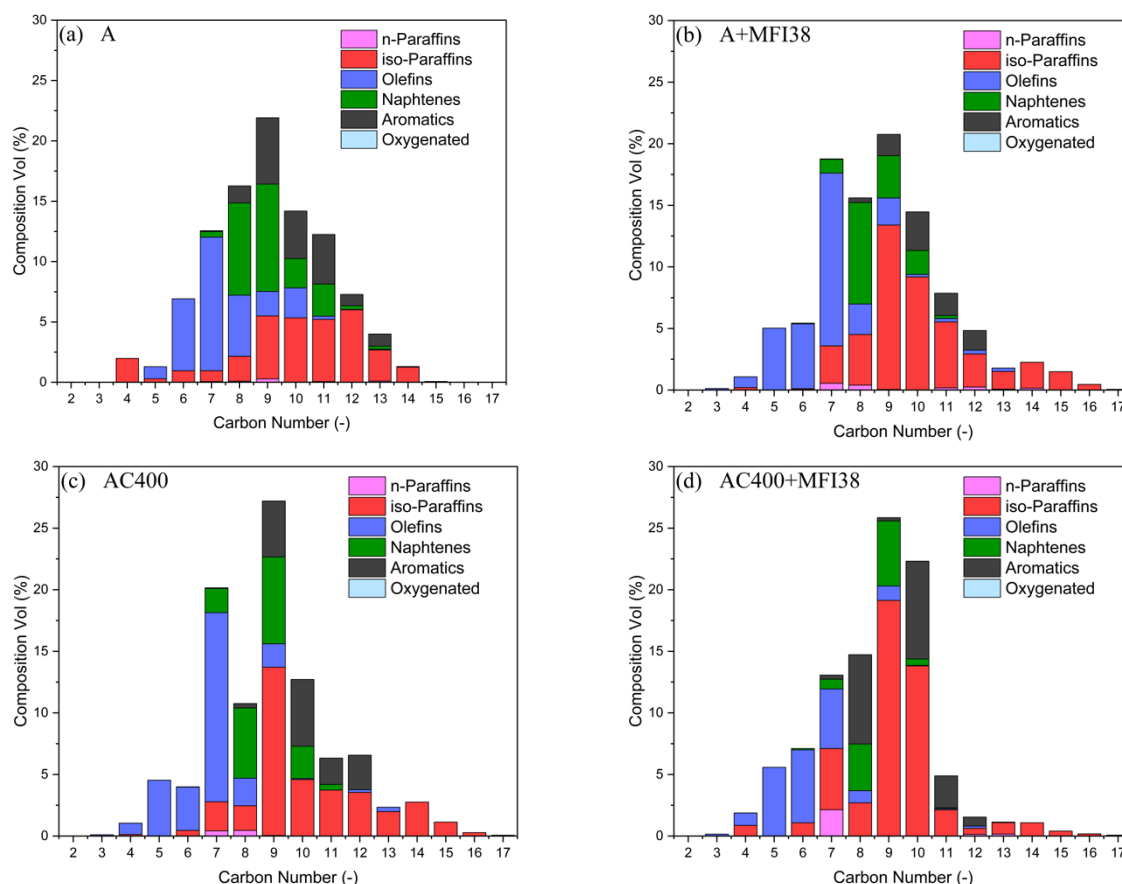 (a) A
n-Paraffins
iso-Paraffins
Olefins
Naphtenes
Aromatics
Oxygenated
Composition Vol (%)
30
25
20
15
10
5
0
2 3 4 5 6 7 8 9 10 11 12 13 14 15 16 17
Carbon Number (-)
(b) A+MFI38
n-Paraffins
iso-Paraffins
Olefins
Naphtenes
Aromatics
Oxygenated
Composition Vol (%)
30
25
20
15
10
5
0
2 3 4 5 6 7 8 9 10 11 12 13 14 15 16 17
Carbon Number (-)
(c) AC400
n-Paraffins
iso-Paraffins
Olefins
Naphtenes
Aromatics
Oxygenated
Composition Vol (%)
30
25
20
15
10
5
0
2 3 4 5 6 7 8 9 10 11 12 13 14 15 16 17
Carbon Number (-)
(d) AC400+MFI38
n-Paraffins
iso-Paraffins
Olefins
Naphtenes
Aromatics
Oxygenated
Composition Vol (%)
30
25
20
15
10
5
0
2 3 4 5 6 7 8 9 10 11 12 13 14 15 16 17
Carbon Number (-)